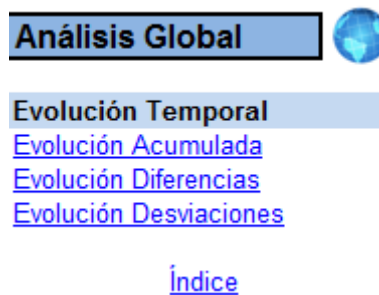 Análisis Global
Evolución Temporal
Evolución Acumulada
Evolución Diferencias
Evolución Desviaciones
Índice